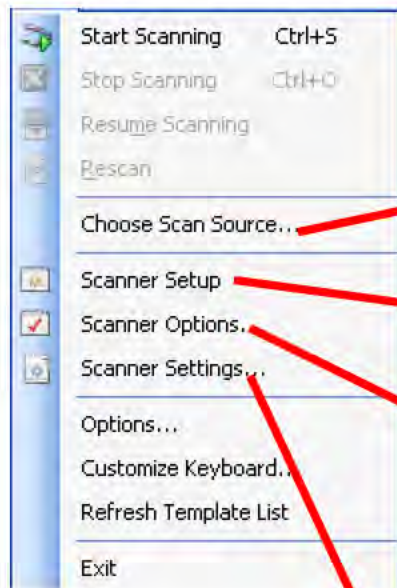 Start Scanning Ctrl+S
Stop Scanning Ctrl+O
Resume Scanning
Rescan
Choose Scan Source...
Scanner Setup
Scanner Options..
Scanner Settings...
Options...
Customize Keyboard..
Refresh Template List
Exit